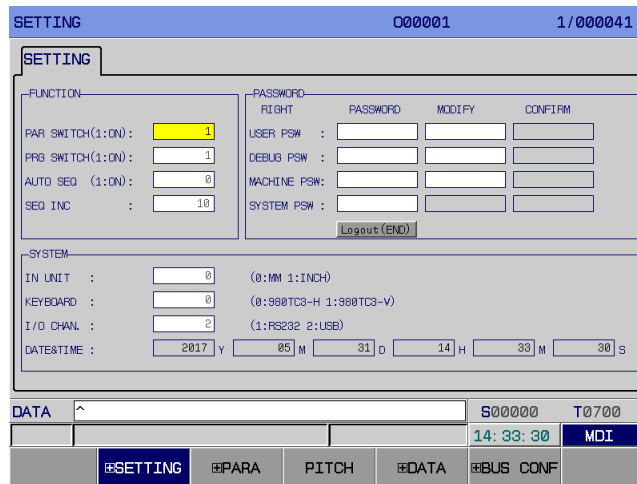 SETTING O00001 1/000041
SETTING
FUNCTION
PAR SWITCH(1:ON): 1
PRG SWITCH(1:ON): 1
AUTO SEQ (1:ON): 0
SEQ INC : 10
PASSWORD
RIGHT PASSWORD MODIFY CONFIRM
USER PSW :
DEBUG PSW :
MACHINE PSW:
SYSTEM PSW :
Logout(END)
SYSTEM
IN UNIT : 0 (0:MM 1:INCH)
KEYBOARD : 0 (0:980TC3-H 1:980TC3-V)
I/O CHAN. : 2 (1:RS232 2:USB)
DATE&TIME : 2017 Y 05 M 31 D 14 H 33 M 30 S
DATA ^ S00000 T0700
14:33:30 MDI
⊞SETTING ⊞PARA PITCH ⊞DATA ⊞BUS CONF